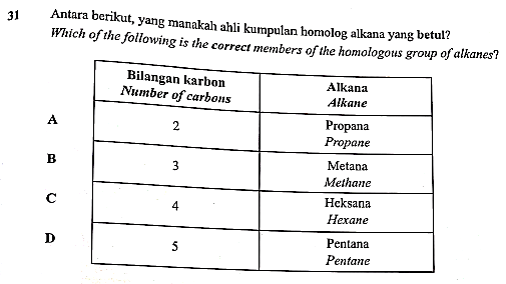 31 Antara berikut, yang manakah ahli kumpulan homolog alkana yang betul?
Which of the following is the correct members of the homologous group of alkanes?
Bilangan karbon Alkana
Number of carbons Alkane
A 2 Propana
Propane
B 3 Metana
Methane
C 4 Heksana
Hexane
D 5 Pentana
Pentane